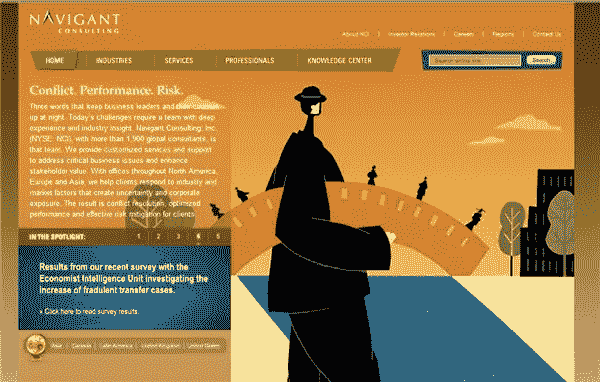 NAVIGANT
CONSULTING
About NCI | Investor Relations | Careers | Regions | Contact Us
HOME INDUSTRIES SERVICES PROFESSIONALS KNOWLEDGE CENTER
Search
Conflict. Performance. Risk.
Three words that keep business leaders and their counsel
up at night. Today's challenges require a team with deep
experience and industry insight. Navigant Consulting, Inc.
(NYSE: NCI), with more than 1,900 global consultants, is
that team. We provide customized services and support
to address critical business issues and enhance
stakeholder value. With offices throughout North America,
Europe and Asia, we help clients respond to industry and
market factors that create uncertainty and corporate
exposure. The result is conflict resolution, optimized
performance and effective risk mitigation for clients.
IN THE SPOTLIGHT: 1 2 3 4 5
Results from our recent survey with the
Economist Intelligence Unit investigating the
increase of fradulent transfer cases.
» Click here to read survey results.
Asia | Canada | Latin America | United Kingdom | United States